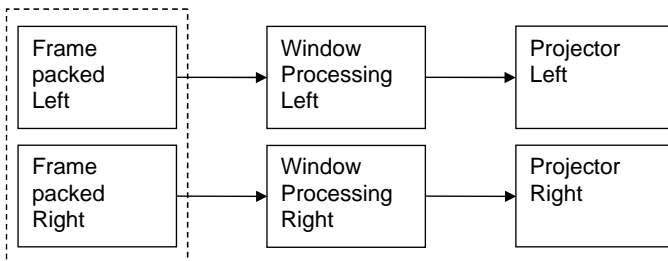 Frame
packed
Left
Window
Processing
Left
Projector
Left
Frame
packed
Right
Window
Processing
Right
Projector
Right